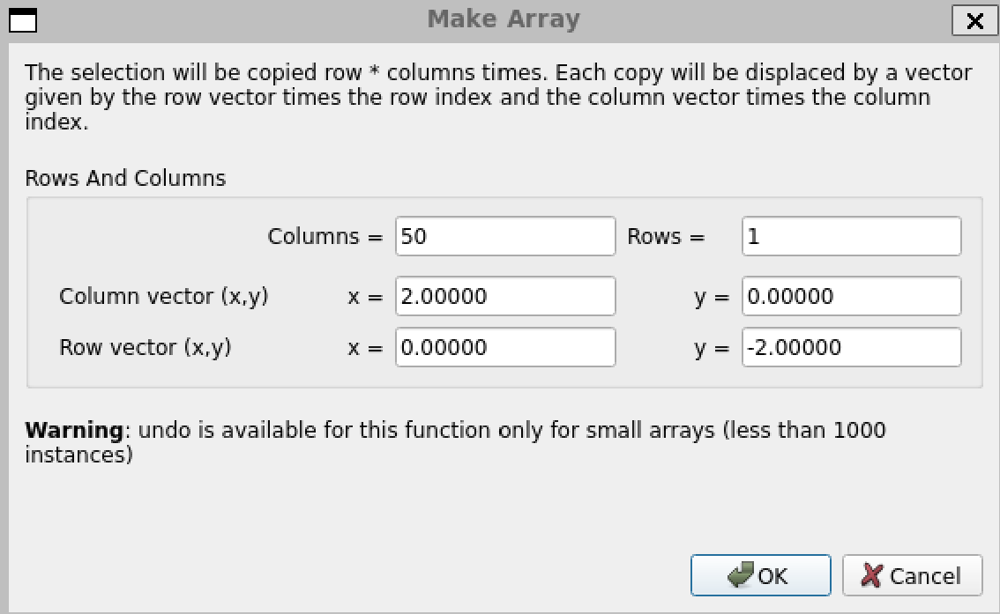 Make Array
The selection will be copied row * columns times. Each copy will be displaced by a vector
given by the row vector times the row index and the column vector times the column
index.
Rows And Columns
Columns = 50 Rows = 1
Column vector (x,y) x = 2.00000 y = 0.00000
Row vector (x,y) x = 0.00000 y = -2.00000
Warning: undo is available for this function only for small arrays (less than 1000
instances)
OK Cancel